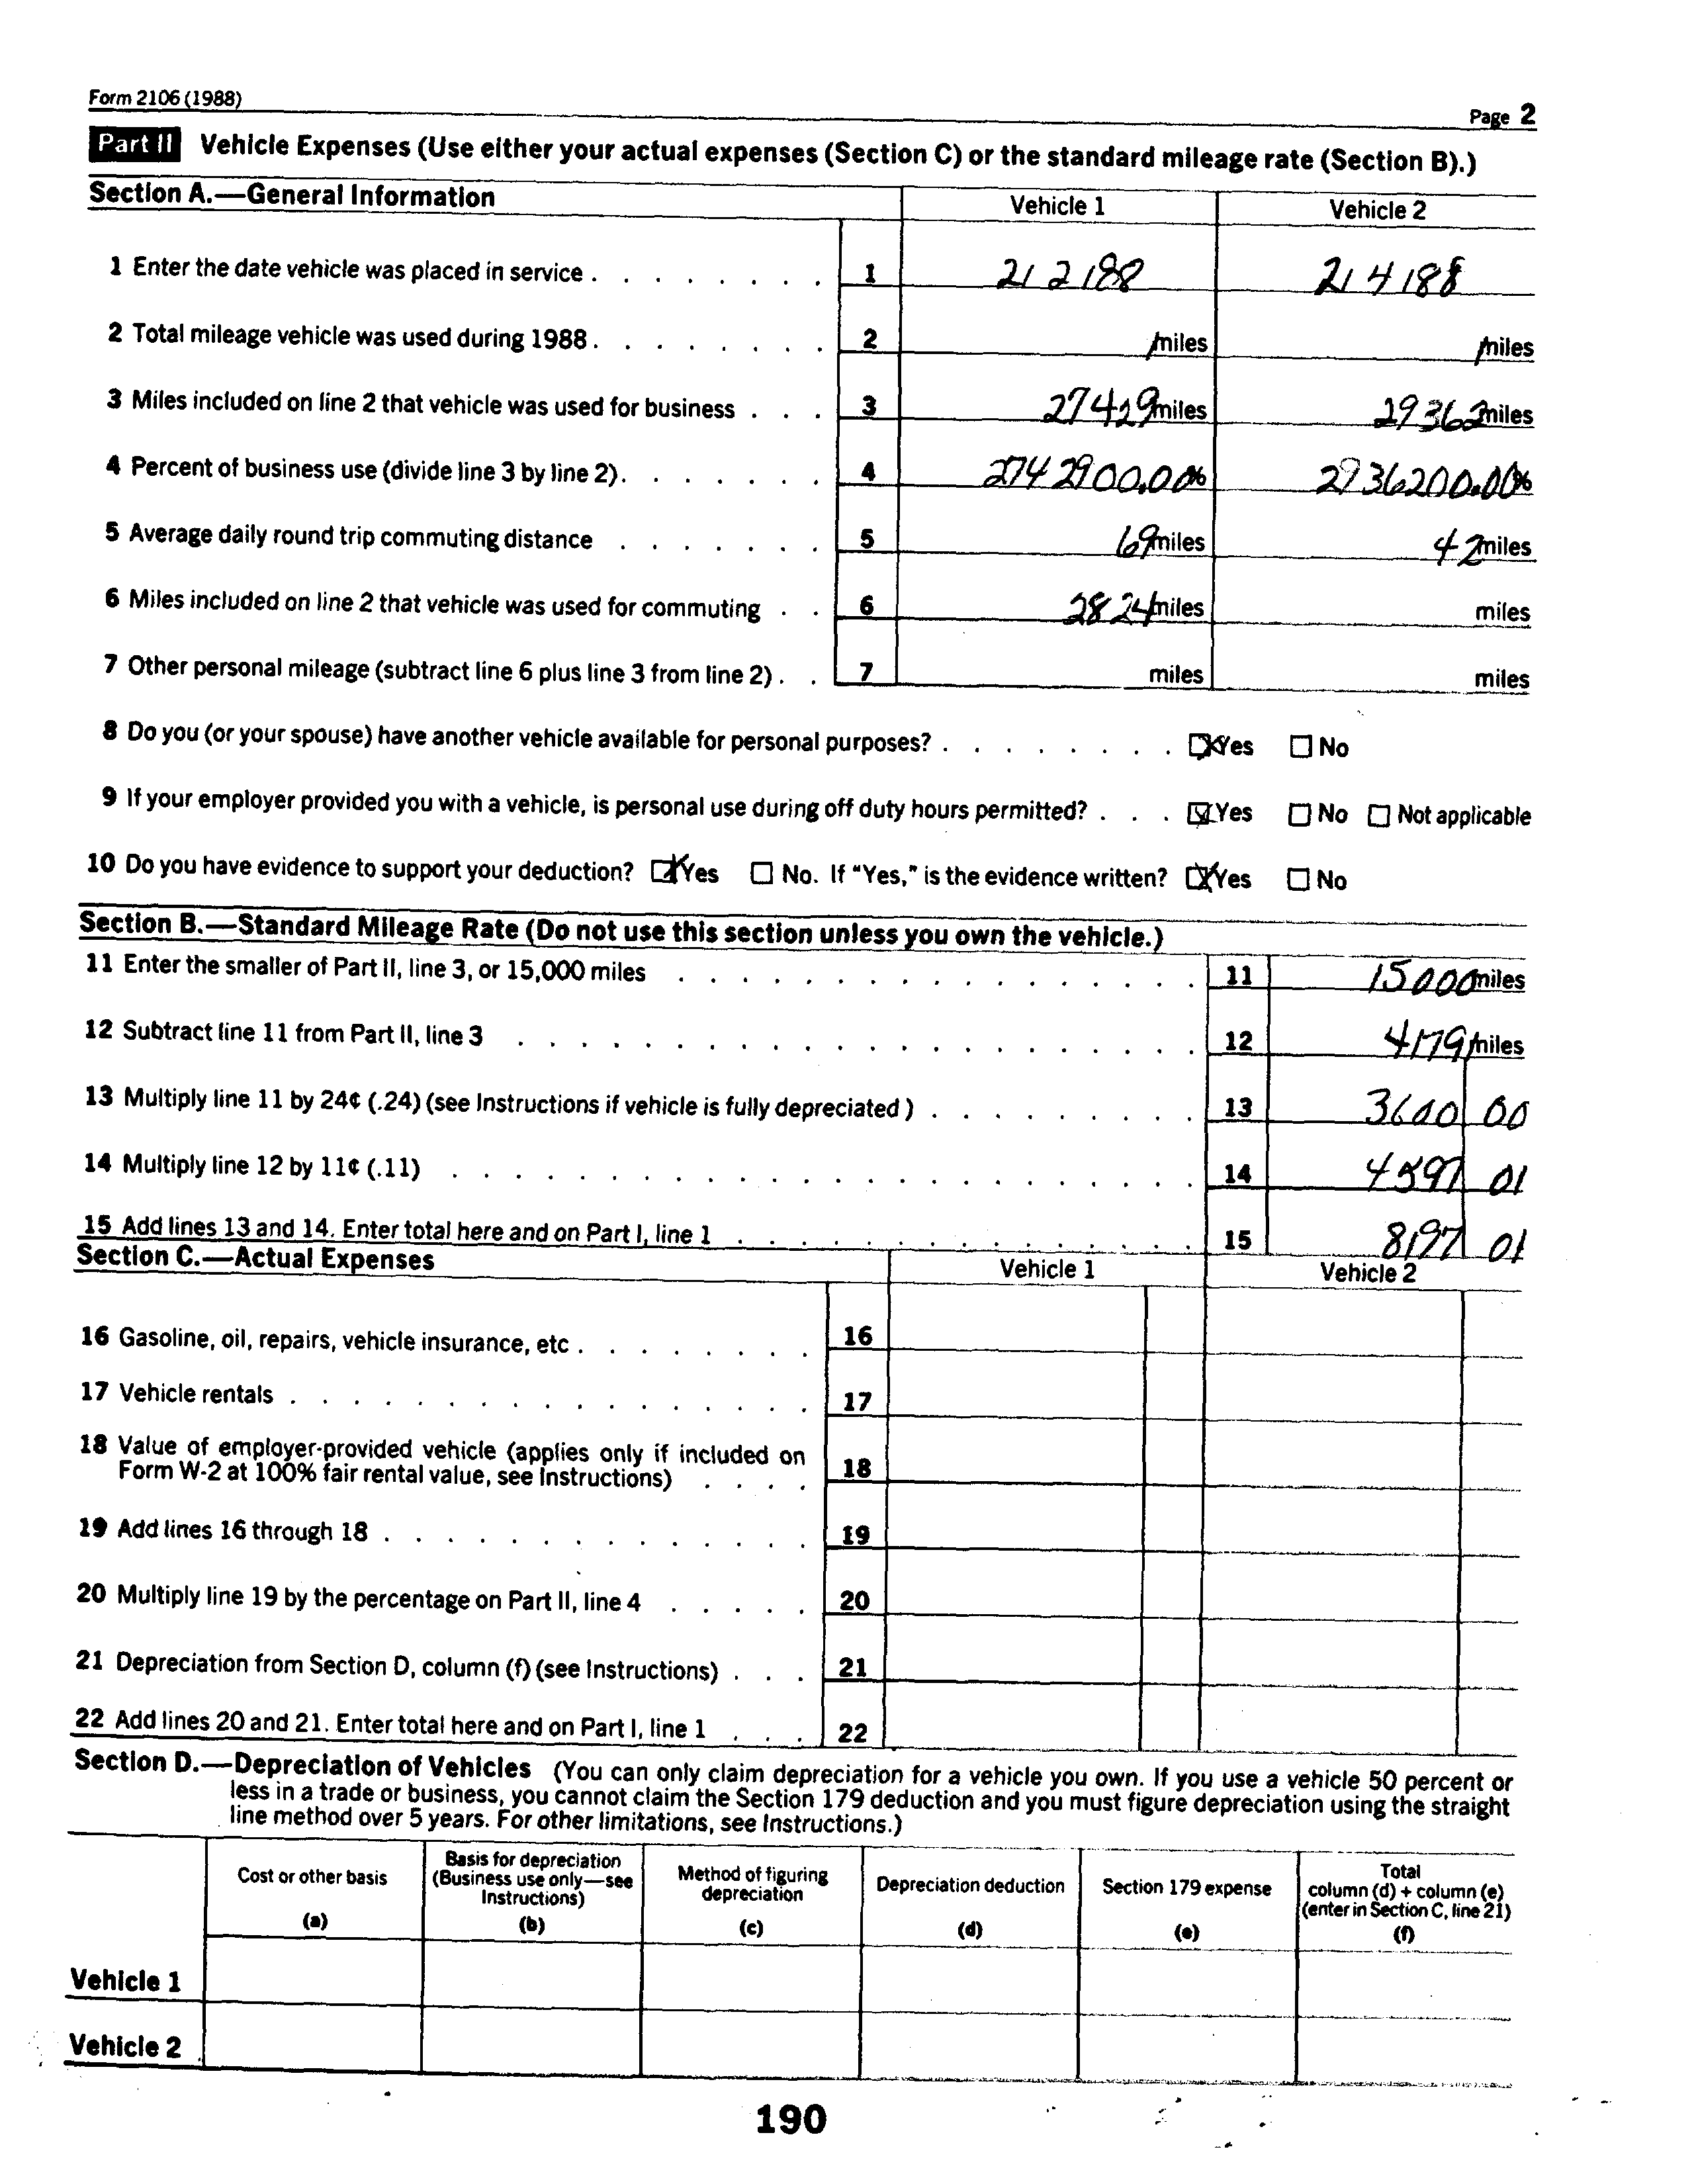 Form 2106 (1988)
Page 2
Part II Vehicle Expenses (Use either your actual expenses (Section C) or the standard mileage rate (Section B).)
Section A.—General Information Vehicle 1 Vehicle 2
1 Enter the date vehicle was placed in service . . . . . . . . 1 2/ 2 /88 2/ 4 /88
2 Total mileage vehicle was used during 1988 . . . . . . . . 2 / miles / miles
3 Miles included on line 2 that vehicle was used for business . . . 3 27429 miles 29362 miles
4 Percent of business use (divide line 3 by line 2) . . . . . . . 4 2742900.00% 2936200.00%
5 Average daily round trip commuting distance . . . . . . . 5 69 miles 42 miles
6 Miles included on line 2 that vehicle was used for commuting . . 6 2824 miles miles
7 Other personal mileage (subtract line 6 plus line 3 from line 2) . . 7 miles miles
8 Do you (or your spouse) have another vehicle available for personal purposes? . . . . . . . . ☒ Yes ☐ No
9 If your employer provided you with a vehicle, is personal use during off duty hours permitted? . . . ☒ Yes ☐ No ☐ Not applicable
10 Do you have evidence to support your deduction? ☒ Yes ☐ No. If "Yes," is the evidence written? ☒ Yes ☐ No
Section B.—Standard Mileage Rate (Do not use this section unless you own the vehicle.)
11 Enter the smaller of Part II, line 3, or 15,000 miles . . . . . . . . . . . . . . . . . 11 15000 miles
12 Subtract line 11 from Part II, line 3 . . . . . . . . . . . . . . . . . . . . . . 12 miles
13 Multiply line 11 by 24¢ (.24) (see Instructions if vehicle is fully depreciated) . . . . . . . . . 13 3600 00
14 Multiply line 12 by 11¢ (.11) . . . . . . . . . . . . . . . . . . . . . . . . 14 4597 01
15 Add lines 13 and 14. Enter total here and on Part I, line 1 . . . . . . . . . . . . . . . 15 8197 01
Section C.—Actual Expenses Vehicle 1 Vehicle 2
16 Gasoline, oil, repairs, vehicle insurance, etc . . . . . . . . 16
17 Vehicle rentals . . . . . . . . . . . . . . . . . 17
18 Value of employer-provided vehicle (applies only if included on
Form W-2 at 100% fair rental value, see Instructions) . . . . 18
19 Add lines 16 through 18 . . . . . . . . . . . . . . 19
20 Multiply line 19 by the percentage on Part II, line 4 . . . . . 20
21 Depreciation from Section D, column (f) (see Instructions) . . . 21
22 Add lines 20 and 21. Enter total here and on Part I, line 1 . . . 22
Section D.—Depreciation of Vehicles (You can only claim depreciation for a vehicle you own. If you use a vehicle 50 percent or
less in a trade or business, you cannot claim the Section 179 deduction and you must figure depreciation using the straight
line method over 5 years. For other limitations, see Instructions.)
Cost or other basis
(a)
Basis for depreciation
(Business use only—see
Instructions)
(b)
Method of figuring
depreciation
(c)
Depreciation deduction
(d)
Section 179 expense
(e)
Total
column (d) + column (e)
(enter in Section C, line 21)
(f)
Vehicle 1
Vehicle 2
190